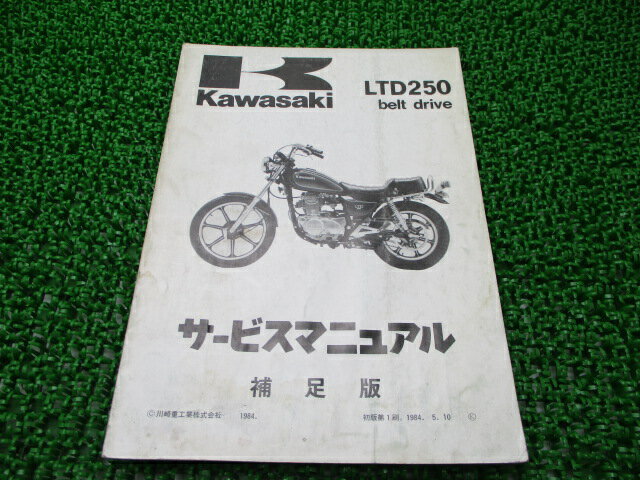 Kawasaki
LTD250
belt drive
サービスマニュアル
補足版
©川崎重工業株式会社 1984.
初版第1刷. 1984. 5. 10